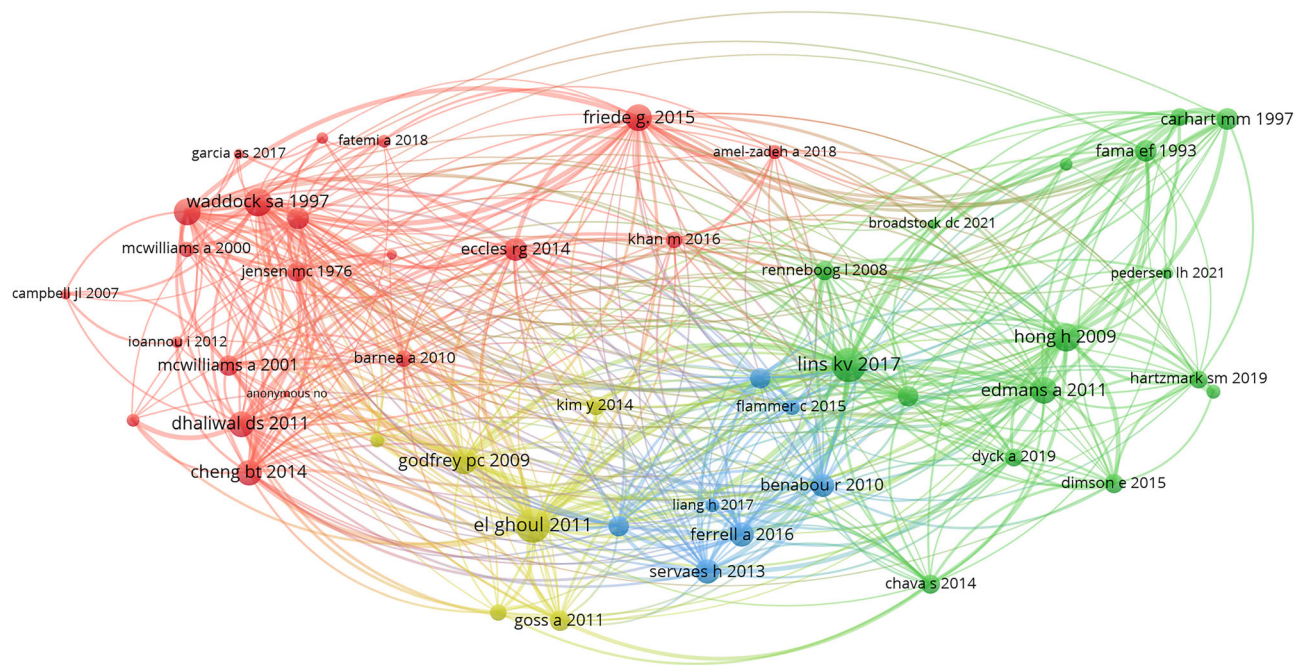 friede g. 2015
carhart mm 1997
fatemi a 2018
garcia as 2017
amel-zadeh a 2018
fama ef 1993
waddock sa 1997
broadstock dc 2021
khan m 2016
mcwilliams a 2000
eccles rg 2014
jensen mc 1976
renneboog l 2008
pedersen lh 2021
campbell jl 2007
hong h 2009
ioannou i 2012
barnea a 2010
mcwilliams a 2001
lins kv 2017
hartzmark sm 2019
anonymous no
edmans a 2011
kim y 2014
flammer c 2015
dhaliwal ds 2011
godfrey pc 2009
dyck a 2019
cheng bt 2014
benabou r 2010
dimson e 2015
liang h 2017
el ghoul 2011
ferrell a 2016
servaes h 2013
chava s 2014
goss a 2011